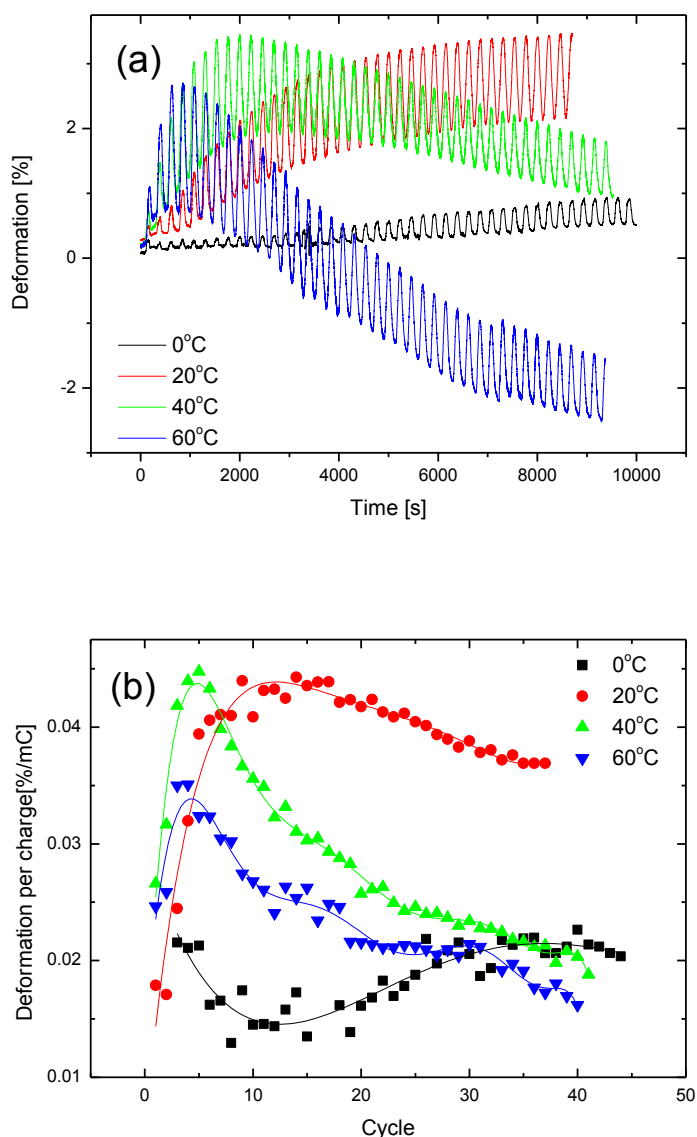 (a)
Deformation [%]
2
0
-2
0°C
20°C
40°C
60°C
0 2000 4000 6000 8000 10000
Time [s]
(b)
Deformation per charge[%/mC]
0.04
0.03
0.02
0.01
0°C
20°C
40°C
60°C
0 10 20 30 40 50
Cycle